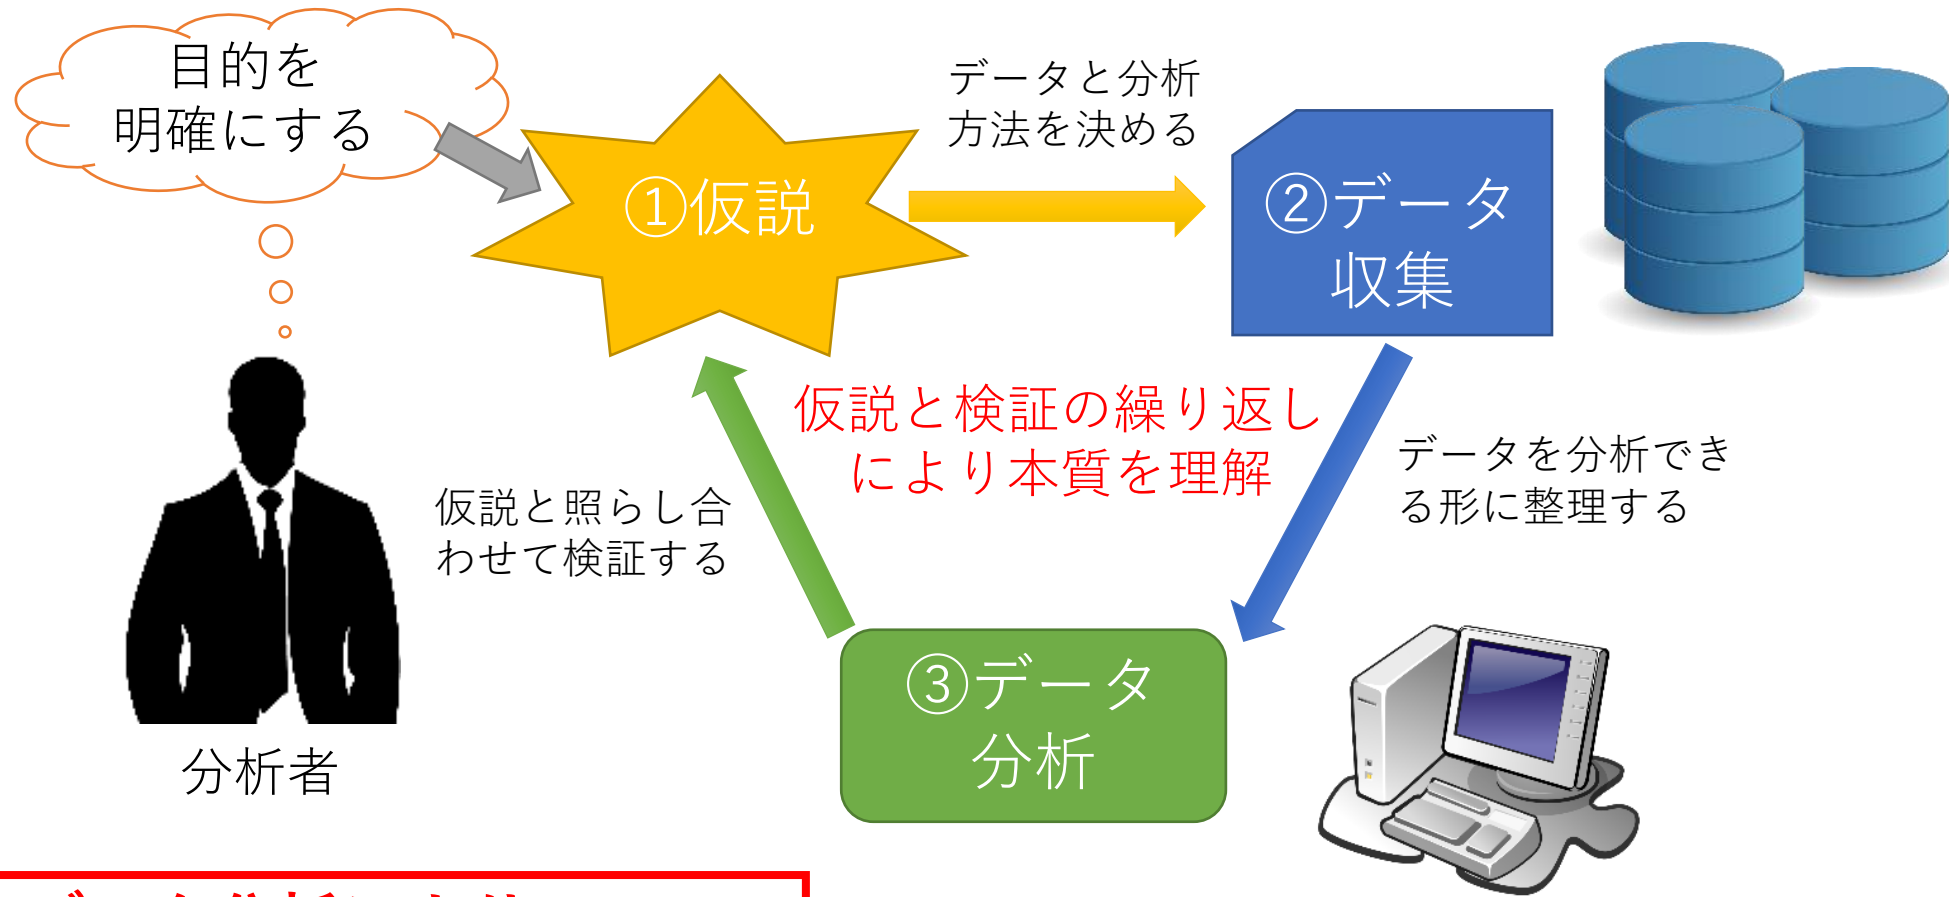 目的を
明確にする
①仮説
データと分析
方法を決める
②データ
収集
仮説と検証の繰り返し
により本質を理解
データを分析でき
る形に整理する
仮説と照らし合
わせて検証する
③データ
分析
分析者